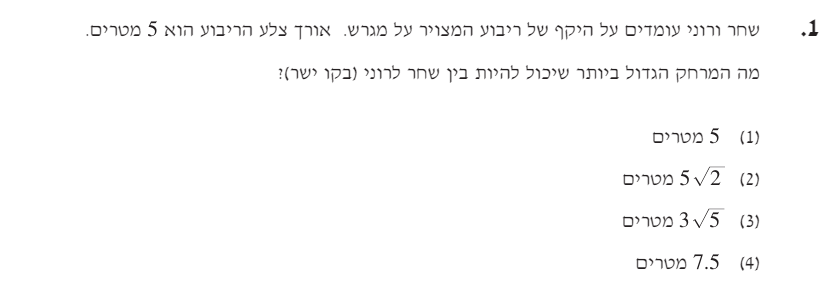 1. שחר ורוני עומדים על היקף של ריבוע המצויר על מגרש. אורך צלע הריבוע הוא 5 מטרים.
מה המרחק הגדול ביותר שיכול להיות בין שחר לרוני (בקו ישר)?
(1) 5 מטרים
(2) 5√2 מטרים
(3) 3√5 מטרים
(4) 7.5 מטרים